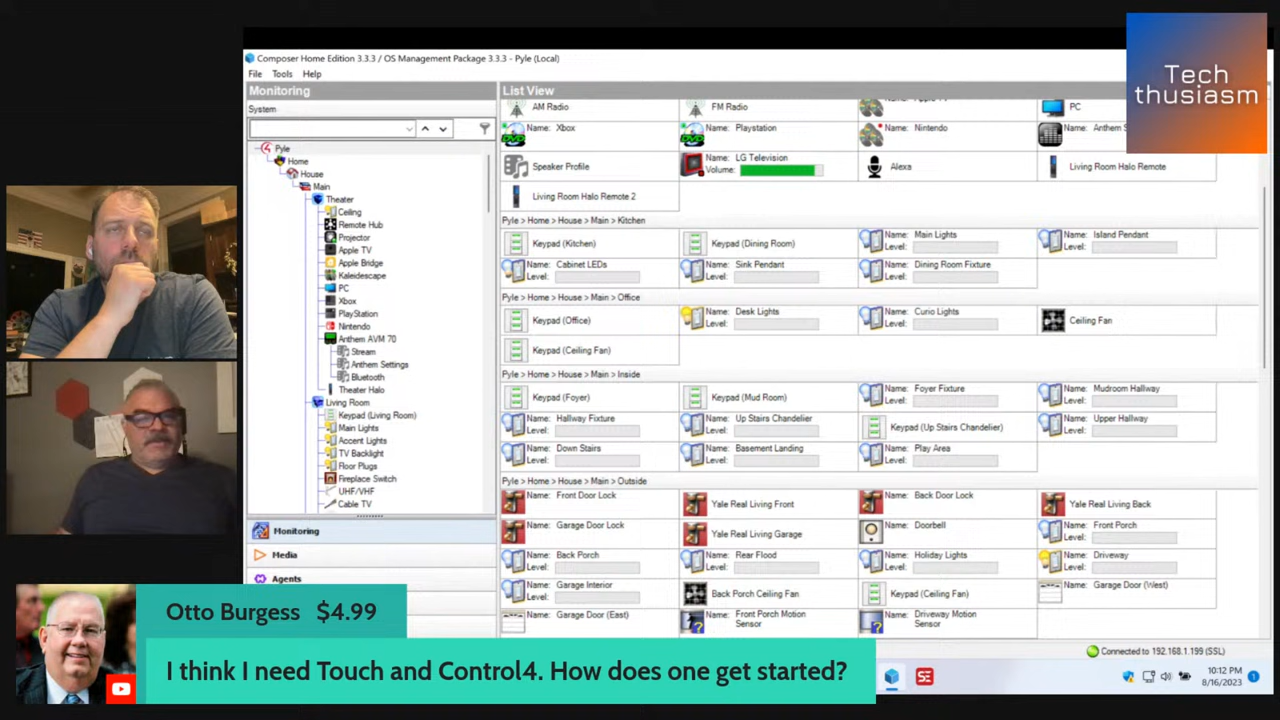 Composer Home Edition 3.3.3 / OS Management Package 3.3.3 - Pyle (Local)
File Tools Help
Monitoring
System
Pyle
Home
House
Main
Theater
Ceiling
Remote Hub
Projector
Apple TV
Apple Bridge
Kaleidescape
PC
Xbox
PlayStation
Nintendo
Anthem AVM 70
Stream
Anthem Settings
Bluetooth
Theater Halo
Living Room
Keypad (Living Room)
Main Lights
Accent Lights
TV Backlight
Floor Plugs
Fireplace Switch
UHF/VHF
Cable TV
Monitoring
Media
Agents
List View
AM Radio FM Radio PC
Name: Xbox Name: Playstation Name: Nintendo Name: Anthem S
Speaker Profile Name: LG Television Alexa Living Room Halo Remote
Volume:
Living Room Halo Remote 2
Pyle > Home > House > Main > Kitchen
Keypad (Kitchen) Keypad (Dining Room) Name: Main Lights Name: Island Pendant
Level: Level:
Name: Cabinet LEDs Name: Sink Pendant Name: Dining Room Fixture
Level: Level: Level:
Pyle > Home > House > Main > Office
Keypad (Office) Name: Desk Lights Name: Curio Lights Ceiling Fan
Level: Level:
Keypad (Ceiling Fan)
Pyle > Home > House > Main > Inside
Keypad (Foyer) Keypad (Mud Room) Name: Foyer Fixture Name: Mudroom Hallway
Level: Level:
Name: Hallway Fixture Name: Up Stairs Chandelier Keypad (Up Stairs Chandelier) Name: Upper Hallway
Level: Level: Level:
Name: Down Stairs Name: Basement Landing Name: Play Area
Level: Level: Level:
Pyle > Home > House > Main > Outside
Name: Front Door Lock Yale Real Living Front Name: Back Door Lock Yale Real Living Back
Name: Garage Door Lock Yale Real Living Garage Name: Doorbell Name: Front Porch
Level:
Name: Back Porch Name: Rear Flood Name: Holiday Lights Name: Driveway
Level: Level: Level: Level:
Name: Garage Interior Back Porch Ceiling Fan Keypad (Ceiling Fan) Name: Garage Door (West)
Level:
Name: Garage Door (East) Name: Front Porch Motion Sensor Name: Driveway Motion Sensor
Connected to 192.168.1.199 (SSL)
SE
10:12 PM
8/16/2023
1
Tech
thusiasm
Otto Burgess $4.99
I think I need Touch and Control4. How does one get started?